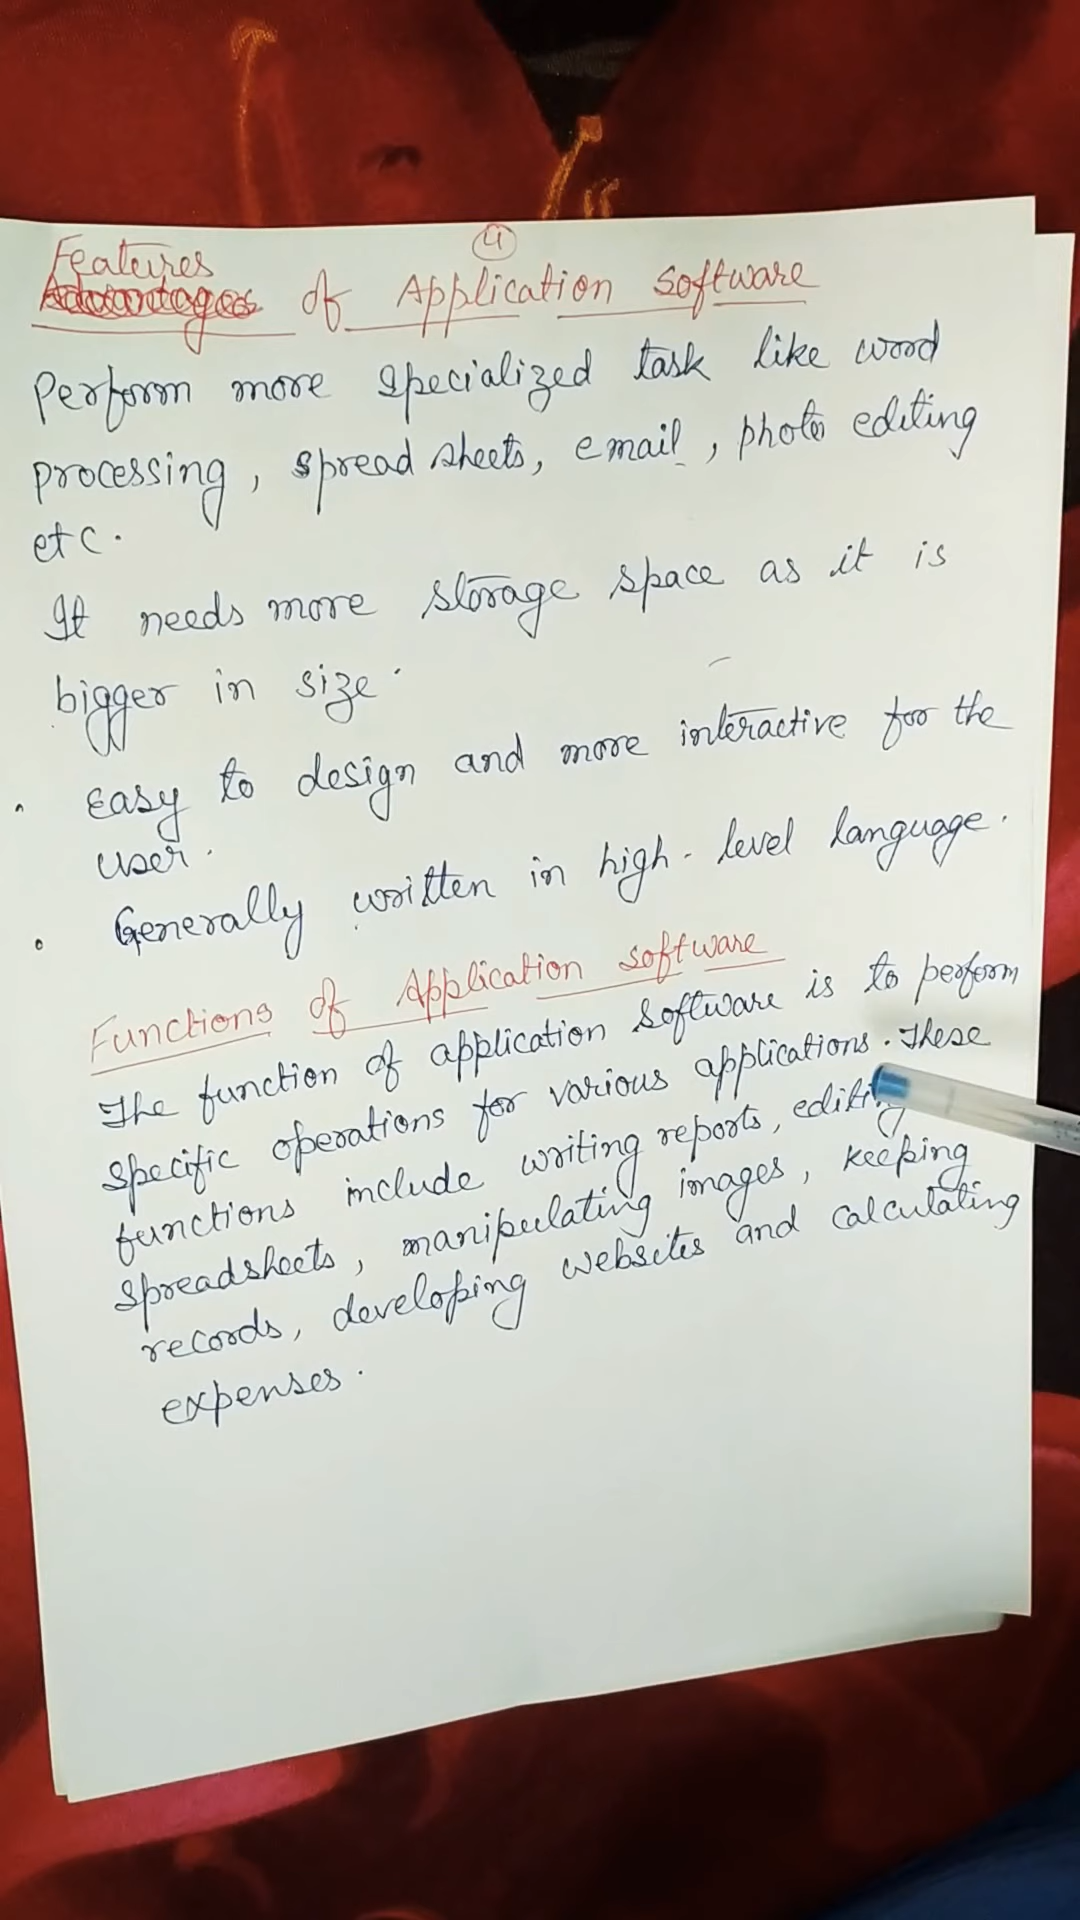 4
Features
Advantages of Application Software
Perform more specialized task like word
processing, spread sheets, email, photo editing
etc.
It needs more storage space as it is
bigger in size.
• Easy to design and more interactive for the
user.
• Generally written in high-level language.
Functions of Application software
The function of application software is to perform
specific operations for various applications. These
functions include writing reports, editing
spreadsheets, manipulating images, keeping
records, developing websites and calculating
expenses.